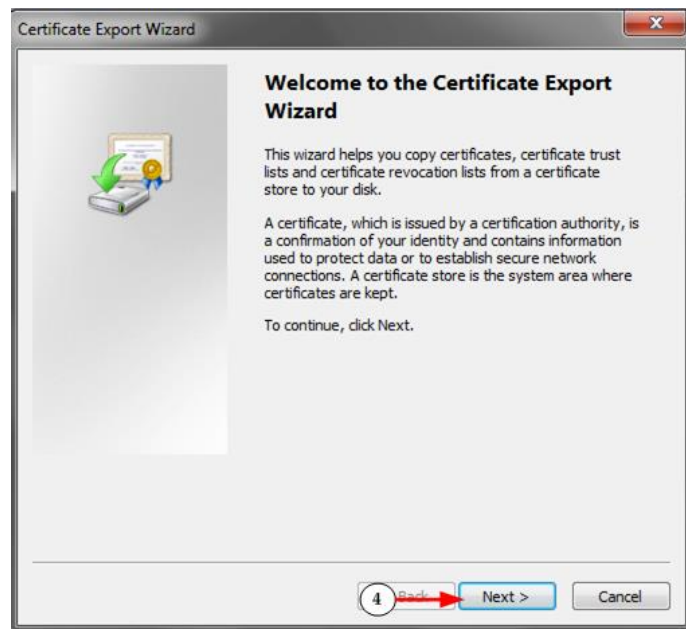 Certificate Export Wizard
Welcome to the Certificate Export
Wizard
This wizard helps you copy certificates, certificate trust
lists and certificate revocation lists from a certificate
store to your disk.
A certificate, which is issued by a certification authority, is
a confirmation of your identity and contains information
used to protect data or to establish secure network
connections. A certificate store is the system area where
certificates are kept.
To continue, click Next.
4 Back Next > Cancel